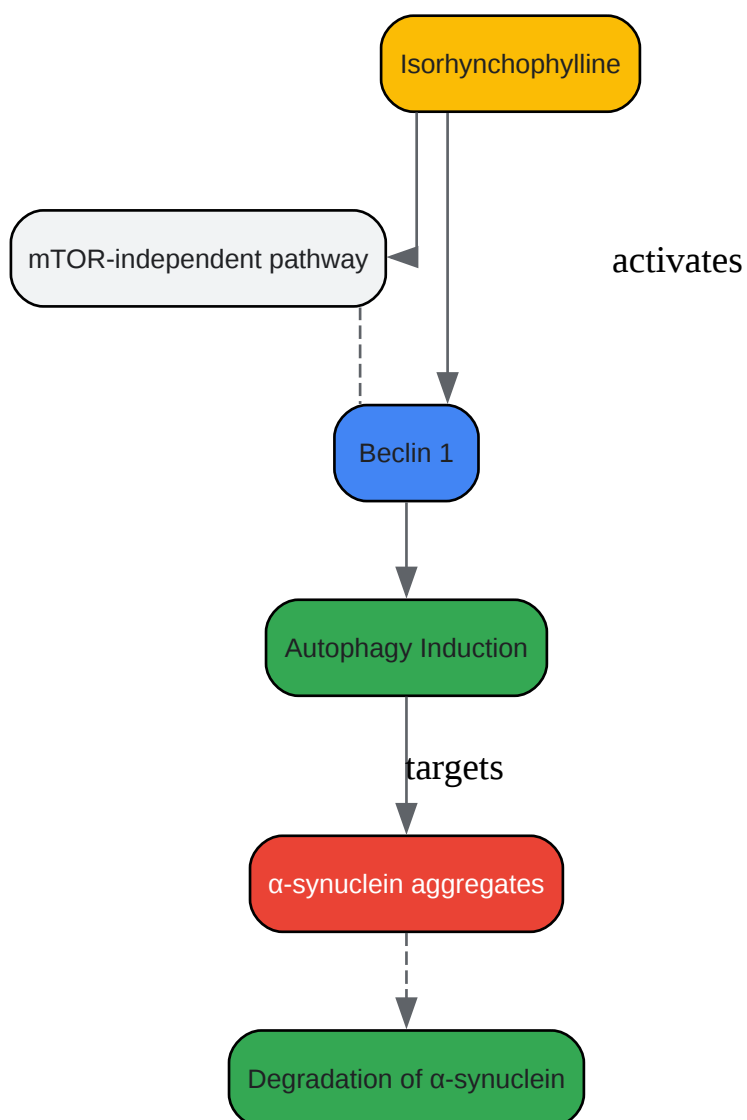 Isorhynchophylline
mTOR-independent pathway
activates
Beclin 1
Autophagy Induction
targets
α-synuclein aggregates
Degradation of α-synuclein